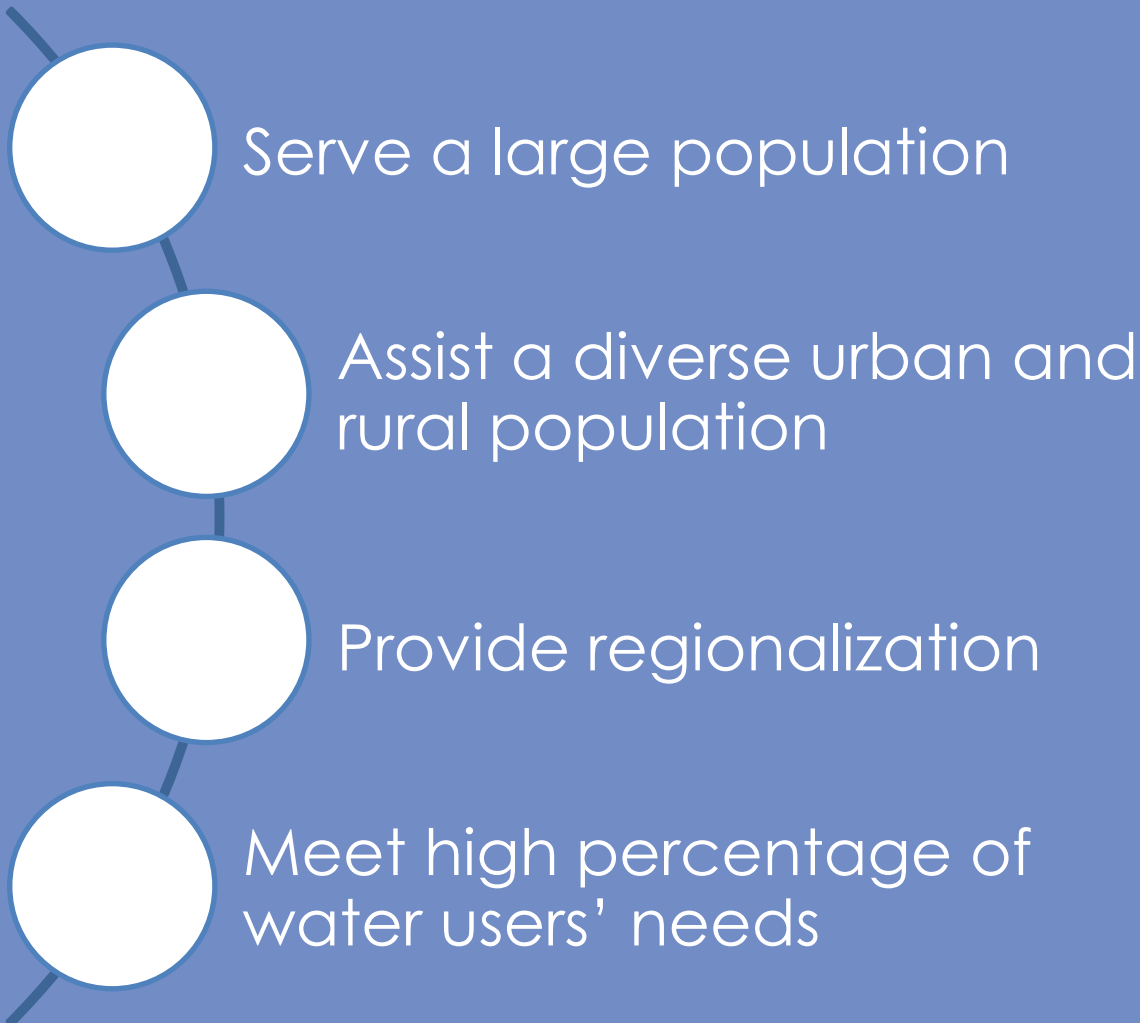 Serve a large population
Assist a diverse urban and
rural population
Provide regionalization
Meet high percentage of
water users’ needs